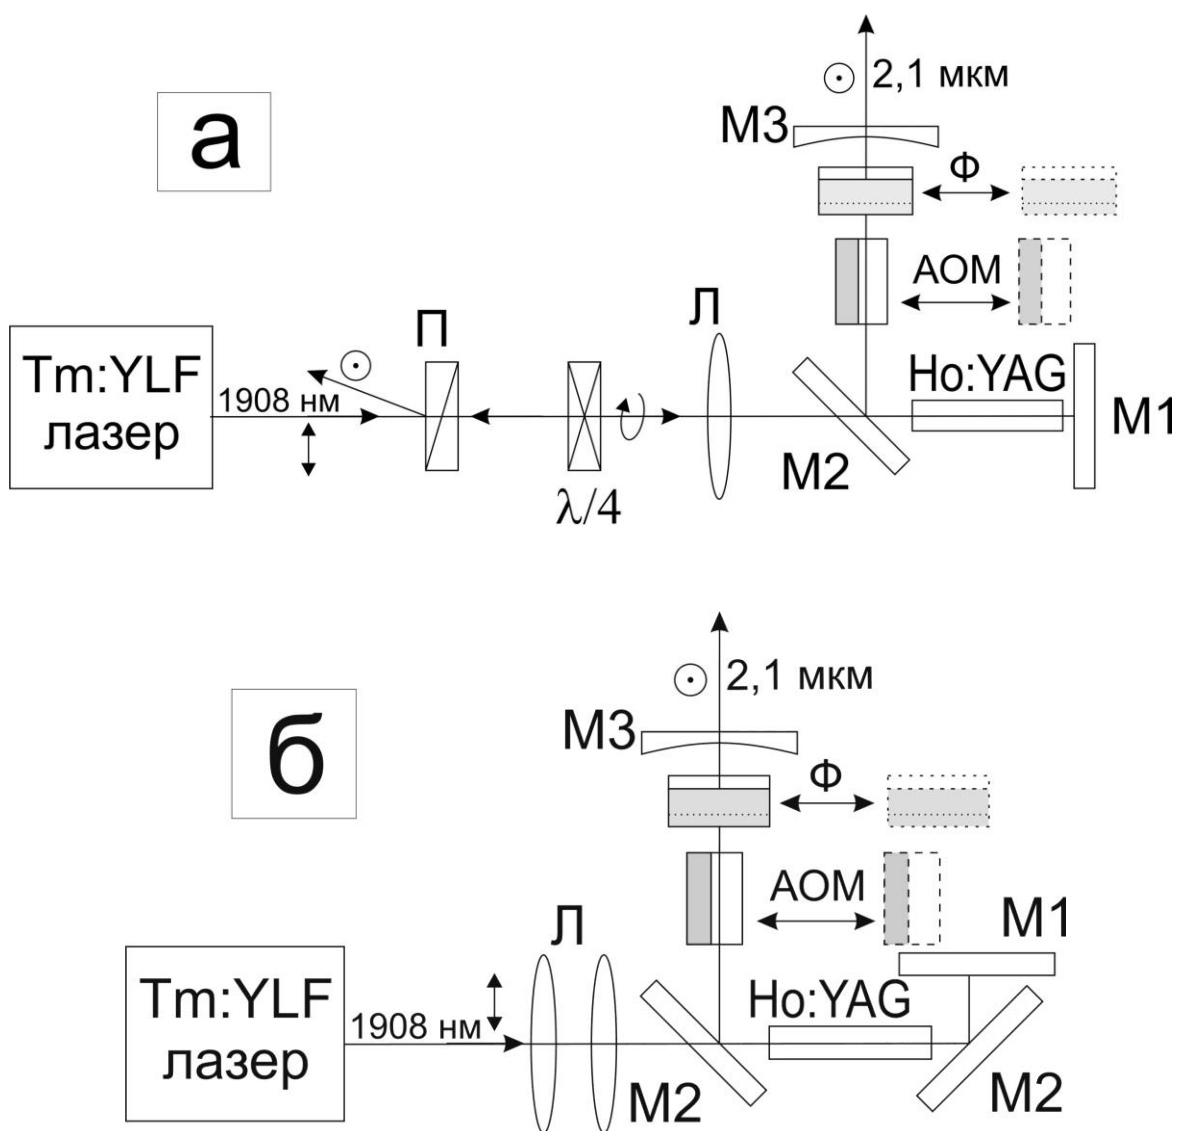 а
2,1 мкм
М3
Ф
АОМ
П
Л
Tm:YLF
лазер
1908 нм
Ho:YAG
М1
М2
λ/4
б
2,1 мкм
М3
Ф
АОМ
М1
Л
Tm:YLF
лазер
1908 нм
Ho:YAG
М2
М2